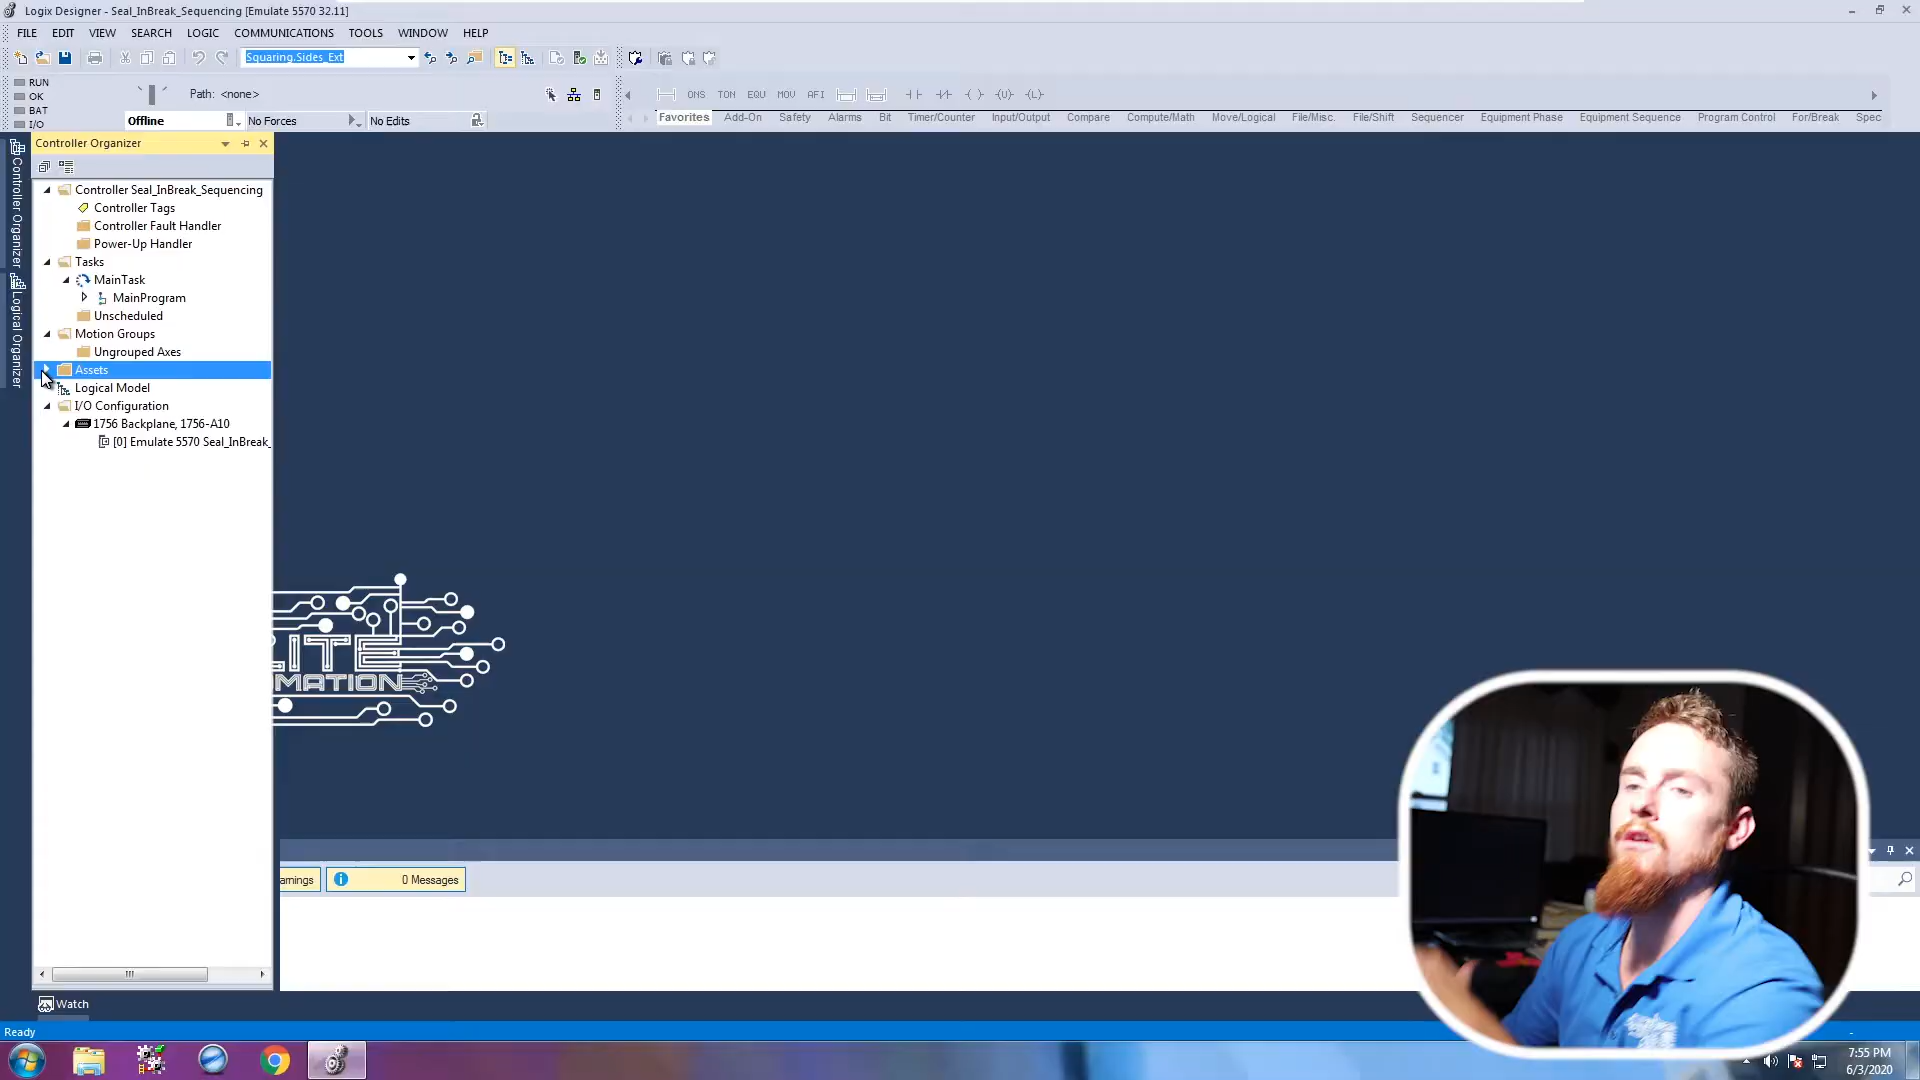 Logix Designer - Seal_InBreak_Sequencing [Emulate 5570 32.11]
FILE EDIT VIEW SEARCH LOGIC COMMUNICATIONS TOOLS WINDOW HELP
Squaring.Sides_Ext
RUN
OK
BAT
I/O
Path: <none>
Offline
No Forces
No Edits
ONS TON EQU MOV AFI
Favorites Add-On Safety Alarms Bit Timer/Counter Input/Output Compare Compute/Math Move/Logical File/Misc. File/Shift Sequencer Equipment Phase Equipment Sequence Program Control For/Break Spec
Controller Organizer
Logical Organizer
Controller Organizer
Controller Seal_InBreak_Sequencing
Controller Tags
Controller Fault Handler
Power-Up Handler
Tasks
MainTask
MainProgram
Unscheduled
Motion Groups
Ungrouped Axes
Assets
Logical Model
I/O Configuration
1756 Backplane, 1756-A10
[0] Emulate 5570 Seal_InBreak_
LITE
MATION
arnings
0 Messages
Watch
Ready
7:55 PM
6/3/2020